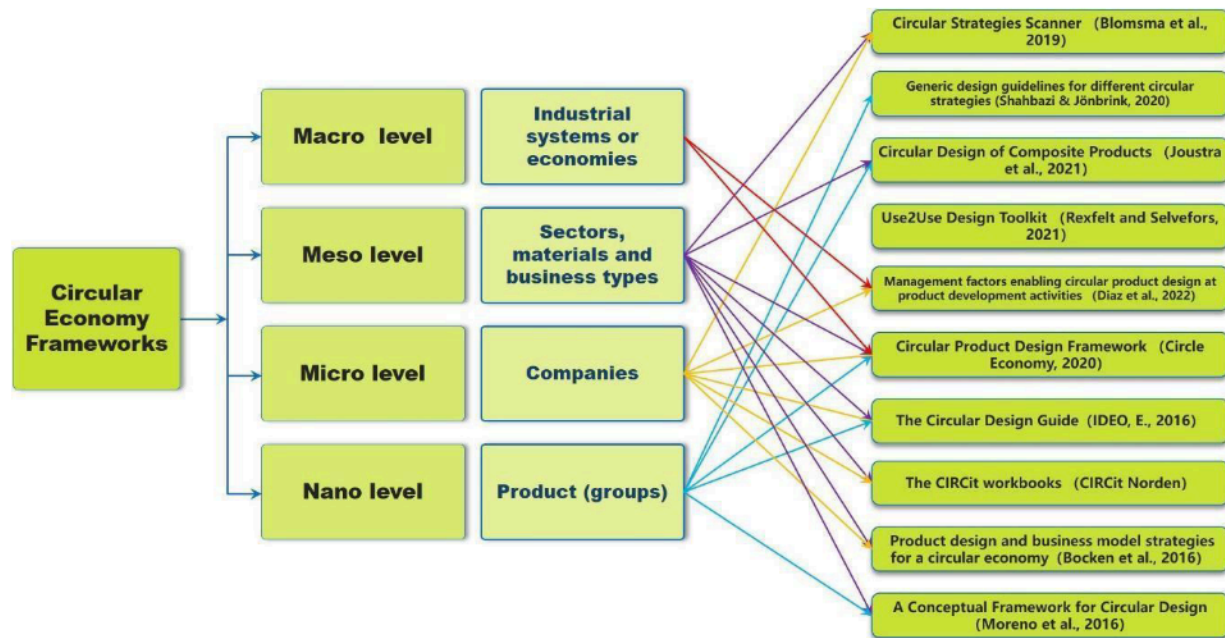 Circular
Economy
Frameworks
Macro level
Meso level
Micro level
Nano level
Industrial
systems or
economies
Sectors,
materials and
business types
Companies
Product (groups)
Circular Strategies Scanner (Blomsma et al.,
2019)
Generic design guidelines for different circular
strategies (Shahbazi & Jönbrink, 2020)
Circular Design of Composite Products (Joustra
et al., 2021)
Use2Use Design Toolkit (Rexfelt and Selvefors,
2021)
Management factors enabling circular product design at
product development activities (Diaz et al., 2022)
Circular Product Design Framework (Circle
Economy, 2020)
The Circular Design Guide (IDEO, E., 2016)
The CIRCit workbooks (CIRCit Norden)
Product design and business model strategies
for a circular economy (Bocken et al., 2016)
A Conceptual Framework for Circular Design
(Moreno et al., 2016)